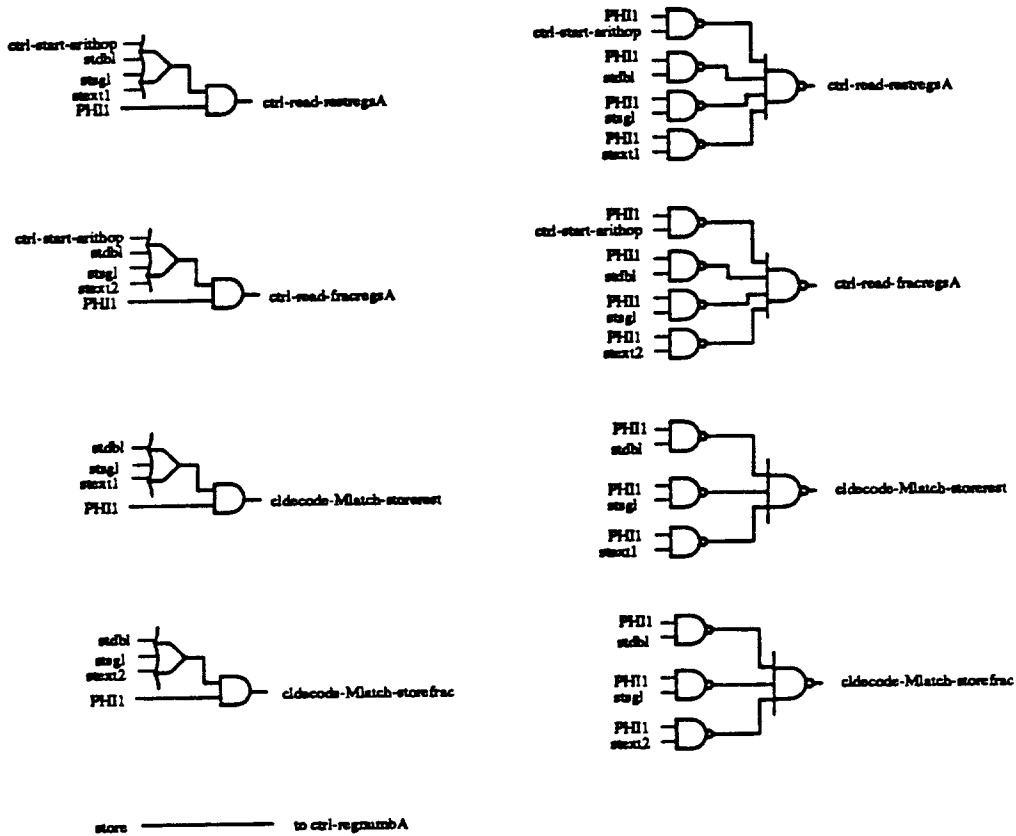 ctrl-start-arithop
stdbl
stsgl
stext1
PHI1
ctrl-read-restregsA
PHI1
ctrl-start-arithop
PHI1
stdbl
PHI1
stsgl
PHI1
stext1
ctrl-read-restregsA
ctrl-start-arithop
stdbl
stsgl
stext2
PHI1
ctrl-read-fracregsA
PHI1
ctrl-start-arithop
PHI1
stdbl
PHI1
stsgl
PHI1
stext2
ctrl-read-fracregsA
stdbl
stsgl
stext1
PHI1
cldecode-Mlatch-storerest
PHI1
stdbl
PHI1
stsgl
PHI1
stext1
cldecode-Mlatch-storerest
stdbl
stsgl
stext2
PHI1
cldecode-Mlatch-storefrac
PHI1
stdbl
PHI1
stsgl
PHI1
stext2
cldecode-Mlatch-storefrac
store to ctrl-regnumbA